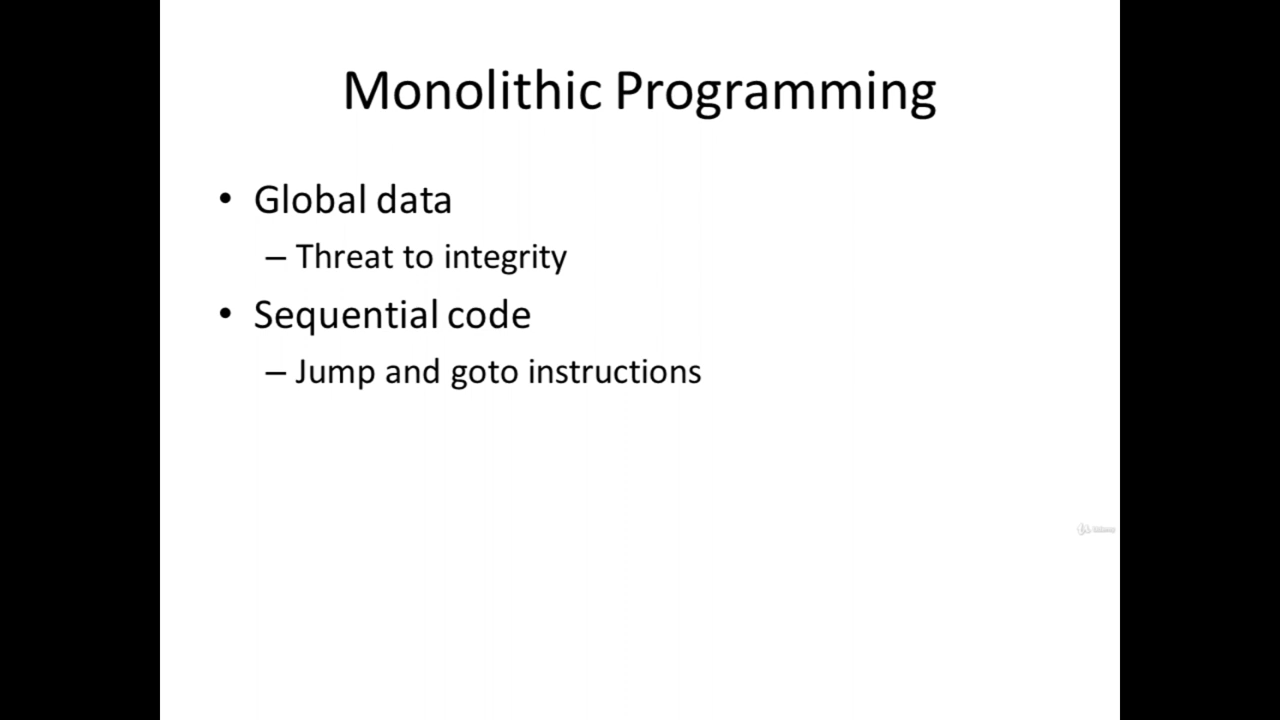 Monolithic Programming
• Global data
– Threat to integrity
• Sequential code
– Jump and goto instructions